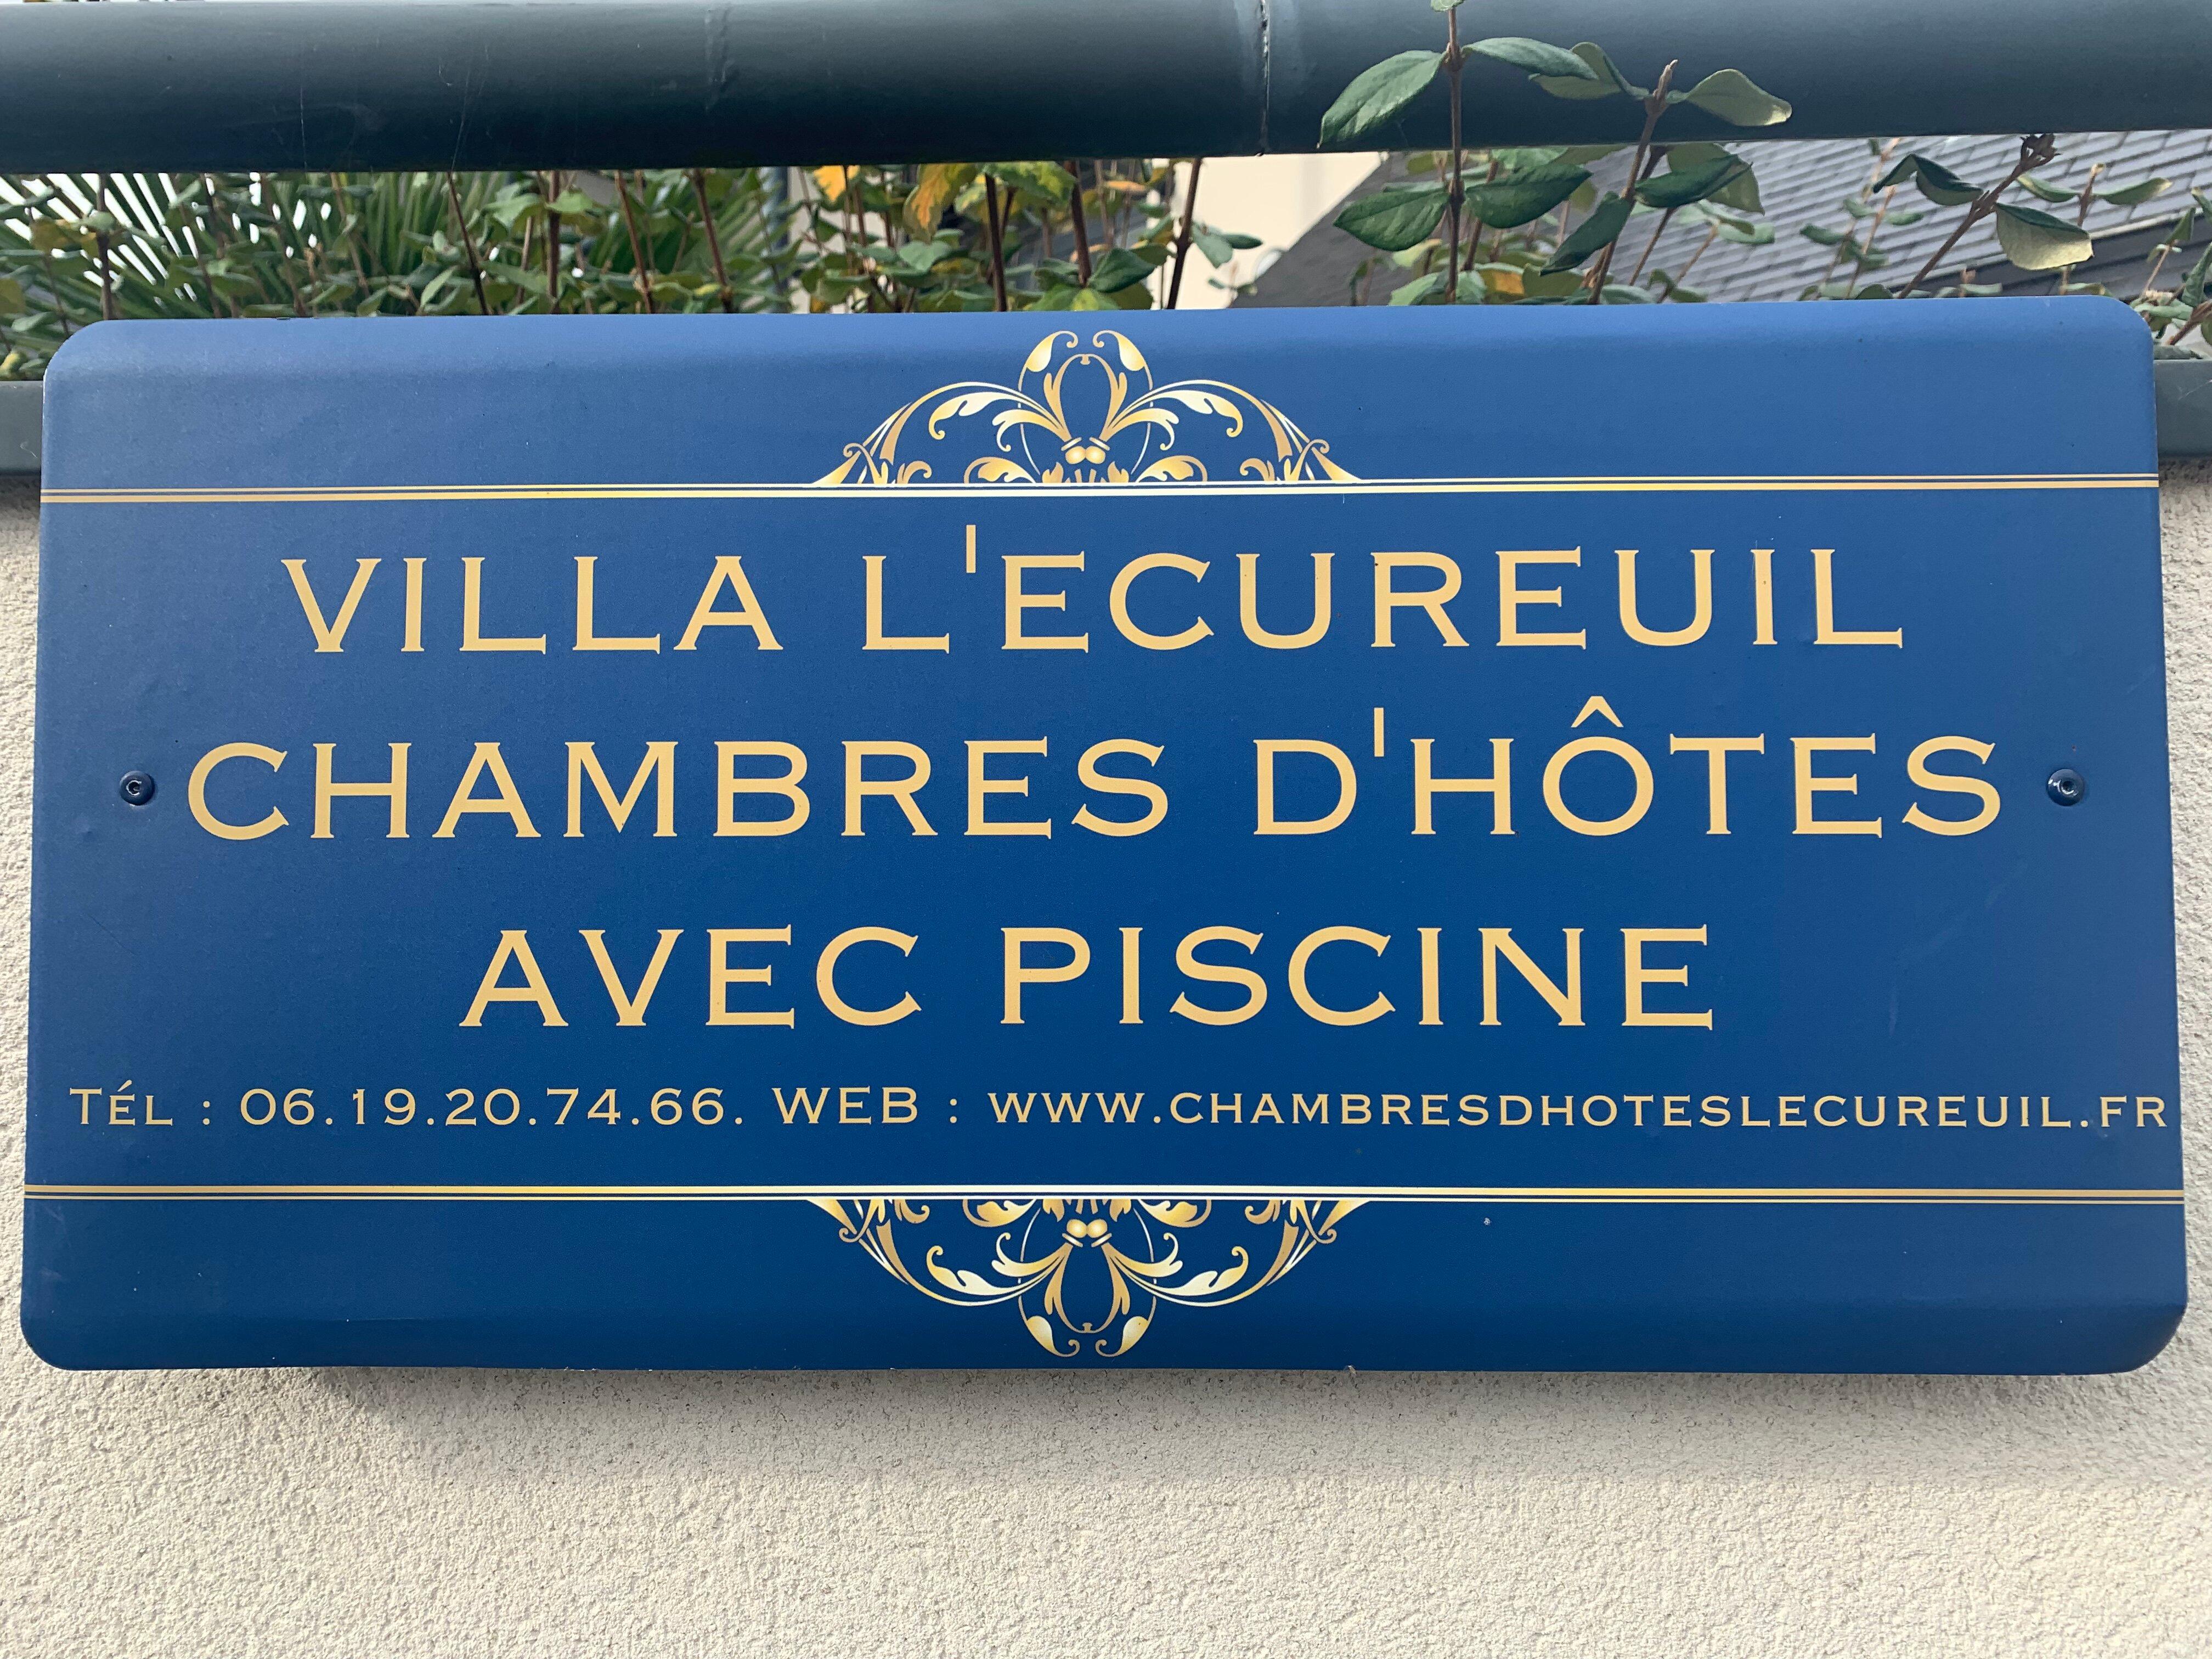 VILLA L'ECUREUIL
CHAMBRES D'HÔTES
AVEC PISCINE
TÉL : 06.19.20.74.66. WEB : WWW.CHAMBRESDHOTESLECUREUIL.FR